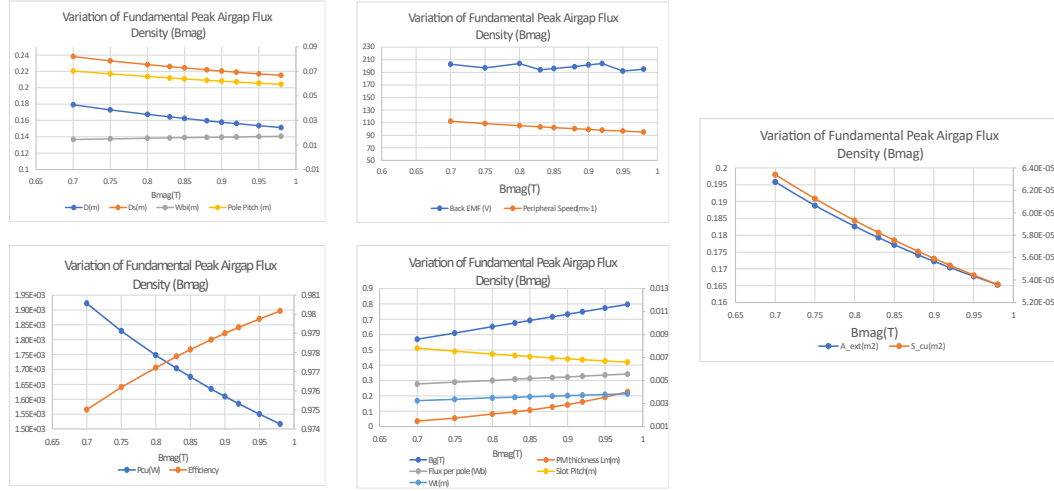 Variation of Fundamental Peak Airgap Flux
Density (Bmag)
0.24
0.22
0.2
0.18
0.16
0.14
0.12
0.1
0.09
0.07
0.05
0.03
0.01
-0.01
0.65 0.7 0.75 0.8 0.85 0.9 0.95 1
Bmag(T)
D(m) Ds(m) Wbi(m) Pole Pitch (m)
Variation of Fundamental Peak Airgap Flux
Density (Bmag)
230
210
190
170
150
130
110
90
70
50
0.6 0.65 0.7 0.75 0.8 0.85 0.9 0.95 1
Bmag(T)
Back EMF (V) Peripheral Speed(ms-1)
Variation of Fundamental Peak Airgap Flux
Density (Bmag)
0.2
0.195
0.19
0.185
0.18
0.175
0.17
0.165
0.16
6.40E-05
6.20E-05
6.00E-05
5.80E-05
5.60E-05
5.40E-05
5.20E-05
0.65 0.7 0.75 0.8 0.85 0.9 0.95 1
Bmag(T)
A_ext(m2) S_cu(m2)
Variation of Fundamental Peak Airgap Flux
Density (Bmag)
1.95E+03
1.90E+03
1.85E+03
1.80E+03
1.75E+03
1.70E+03
1.65E+03
1.60E+03
1.55E+03
1.50E+03
0.981
0.98
0.979
0.978
0.977
0.976
0.975
0.974
0.65 0.7 0.75 0.8 0.85 0.9 0.95 1
Bmag(T)
Pcu(W) Efficiency
Variation of Fundamental Peak Airgap Flux
Density (Bmag)
0.9
0.8
0.7
0.6
0.5
0.4
0.3
0.2
0.1
0
0.013
0.011
0.009
0.007
0.005
0.003
0.001
0.65 0.7 0.75 0.8 0.85 0.9 0.95 1
Bmag(T)
Bg(T) PM thickness Lm(m)
Flux per pole (Wb) Slot Pitch(m)
Wt(m)